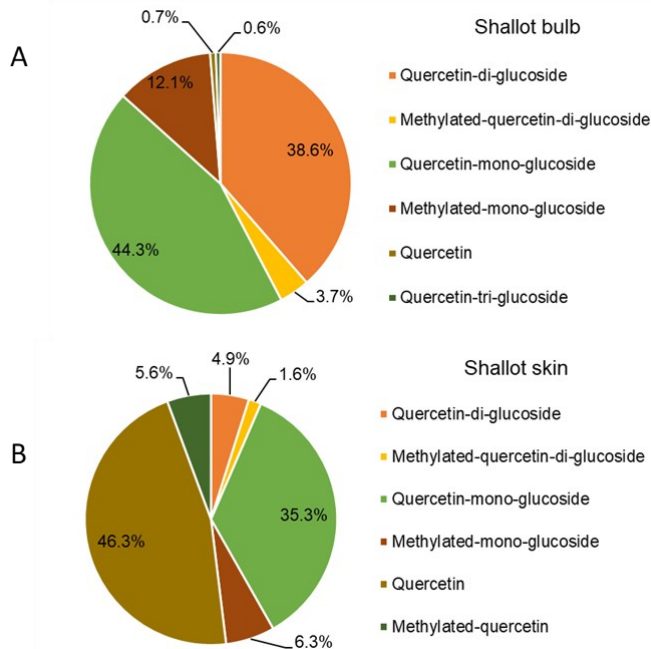 A
Shallot bulb
0.7%
0.6%
12.1%
38.6%
44.3%
3.7%
Quercetin-di-glucoside
Methylated-quercetin-di-glucoside
Quercetin-mono-glucoside
Methylated-mono-glucoside
Quercetin
Quercetin-tri-glucoside
B
Shallot skin
5.6%
4.9%
1.6%
35.3%
46.3%
6.3%
Quercetin-di-glucoside
Methylated-quercetin-di-glucoside
Quercetin-mono-glucoside
Methylated-mono-glucoside
Quercetin
Methylated-quercetin